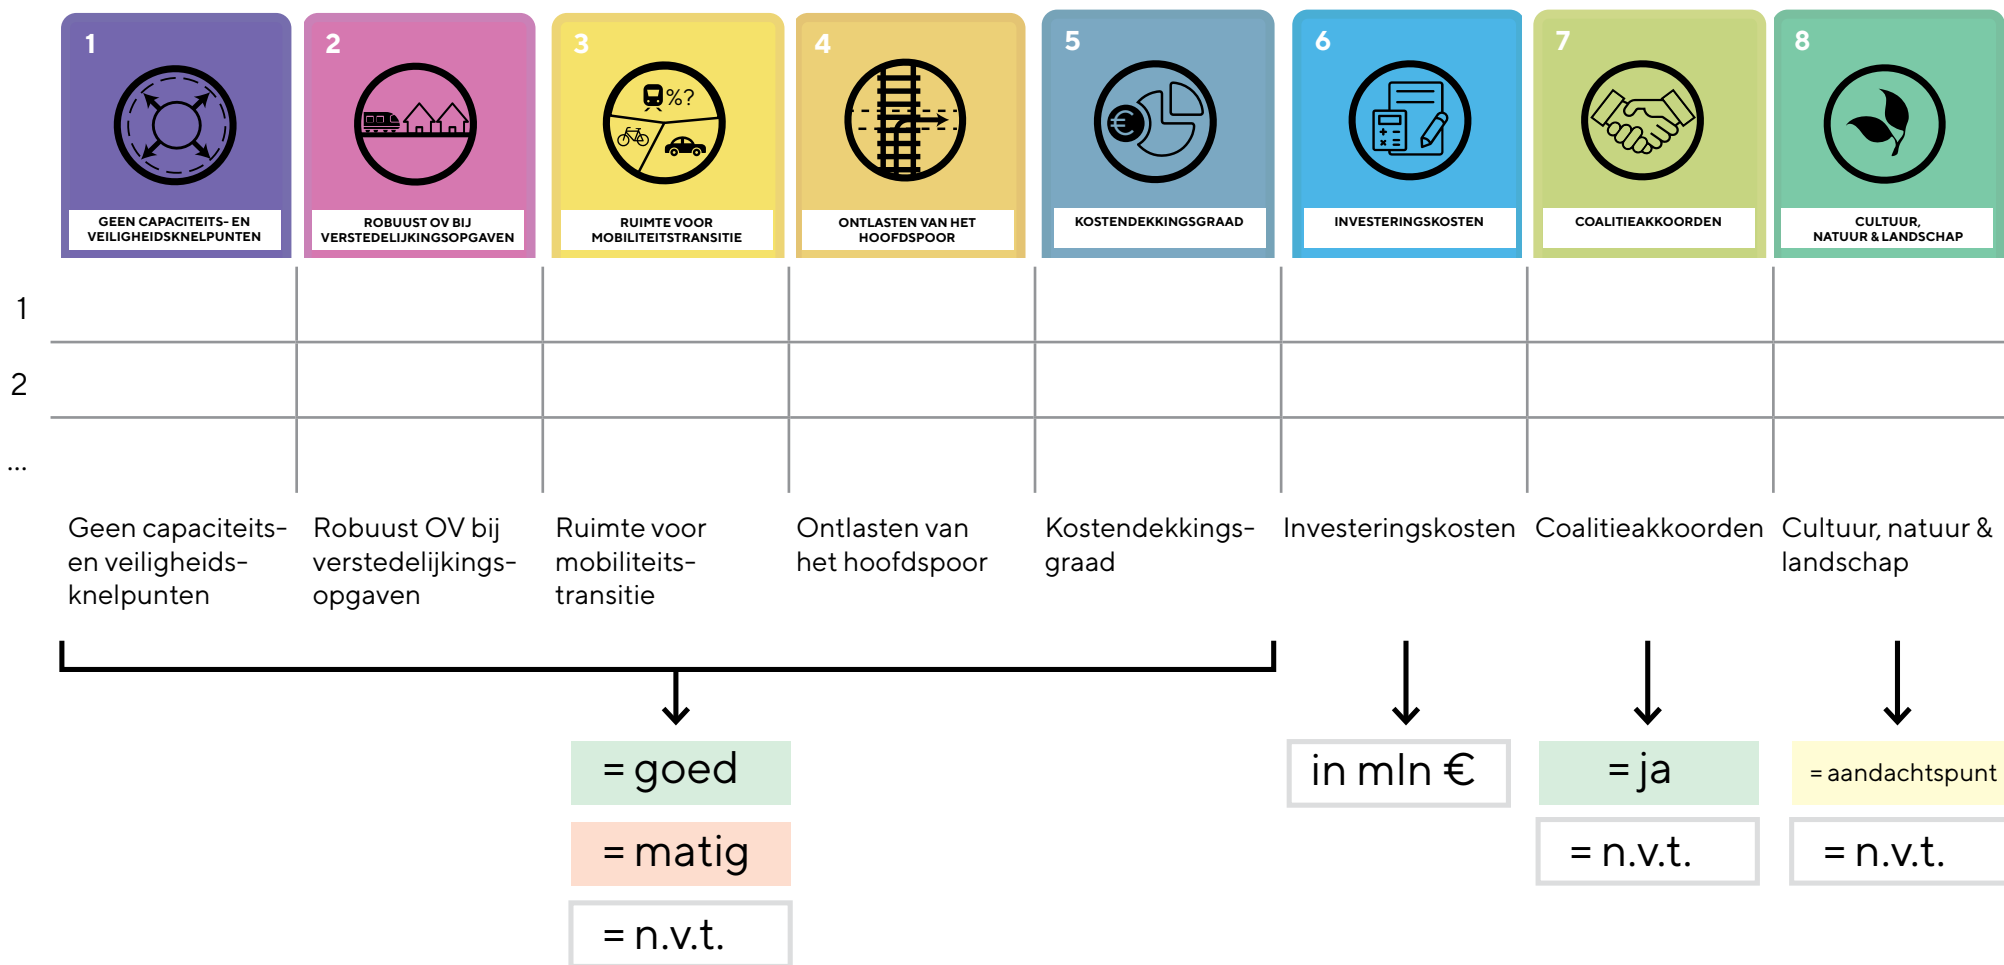 1
GEEN CAPACITEITS- EN
VEILIGHEIDSKNELPUNTEN
2
ROBUUST OV BIJ
VERSTEDELIJKINGSOPGAVEN
3
%?
RUIMTE VOOR
MOBILITEITSTRANSITIE
4
ONTLASTEN VAN HET
HOOFDSPOOR
5
€
KOSTENDEKKINGSGRAAD
6
INVESTERINGSKOSTEN
7
COALITIEAKKOORDEN
8
CULTUUR,
NATUUR & LANDSCHAP
1
2
...
Geen capaciteits-
en veiligheids-
knelpunten
Robuust OV bij
verstedelijkings-
opgaven
Ruimte voor
mobiliteits-
transitie
Ontlasten van
het hoofdspoor
Kostendekkings-
graad
Investeringskosten
Coalitieakkoorden
Cultuur, natuur &
landschap
= goed
= matig
= n.v.t.
in mln €
= ja
= n.v.t.
= aandachtspunt
= n.v.t.